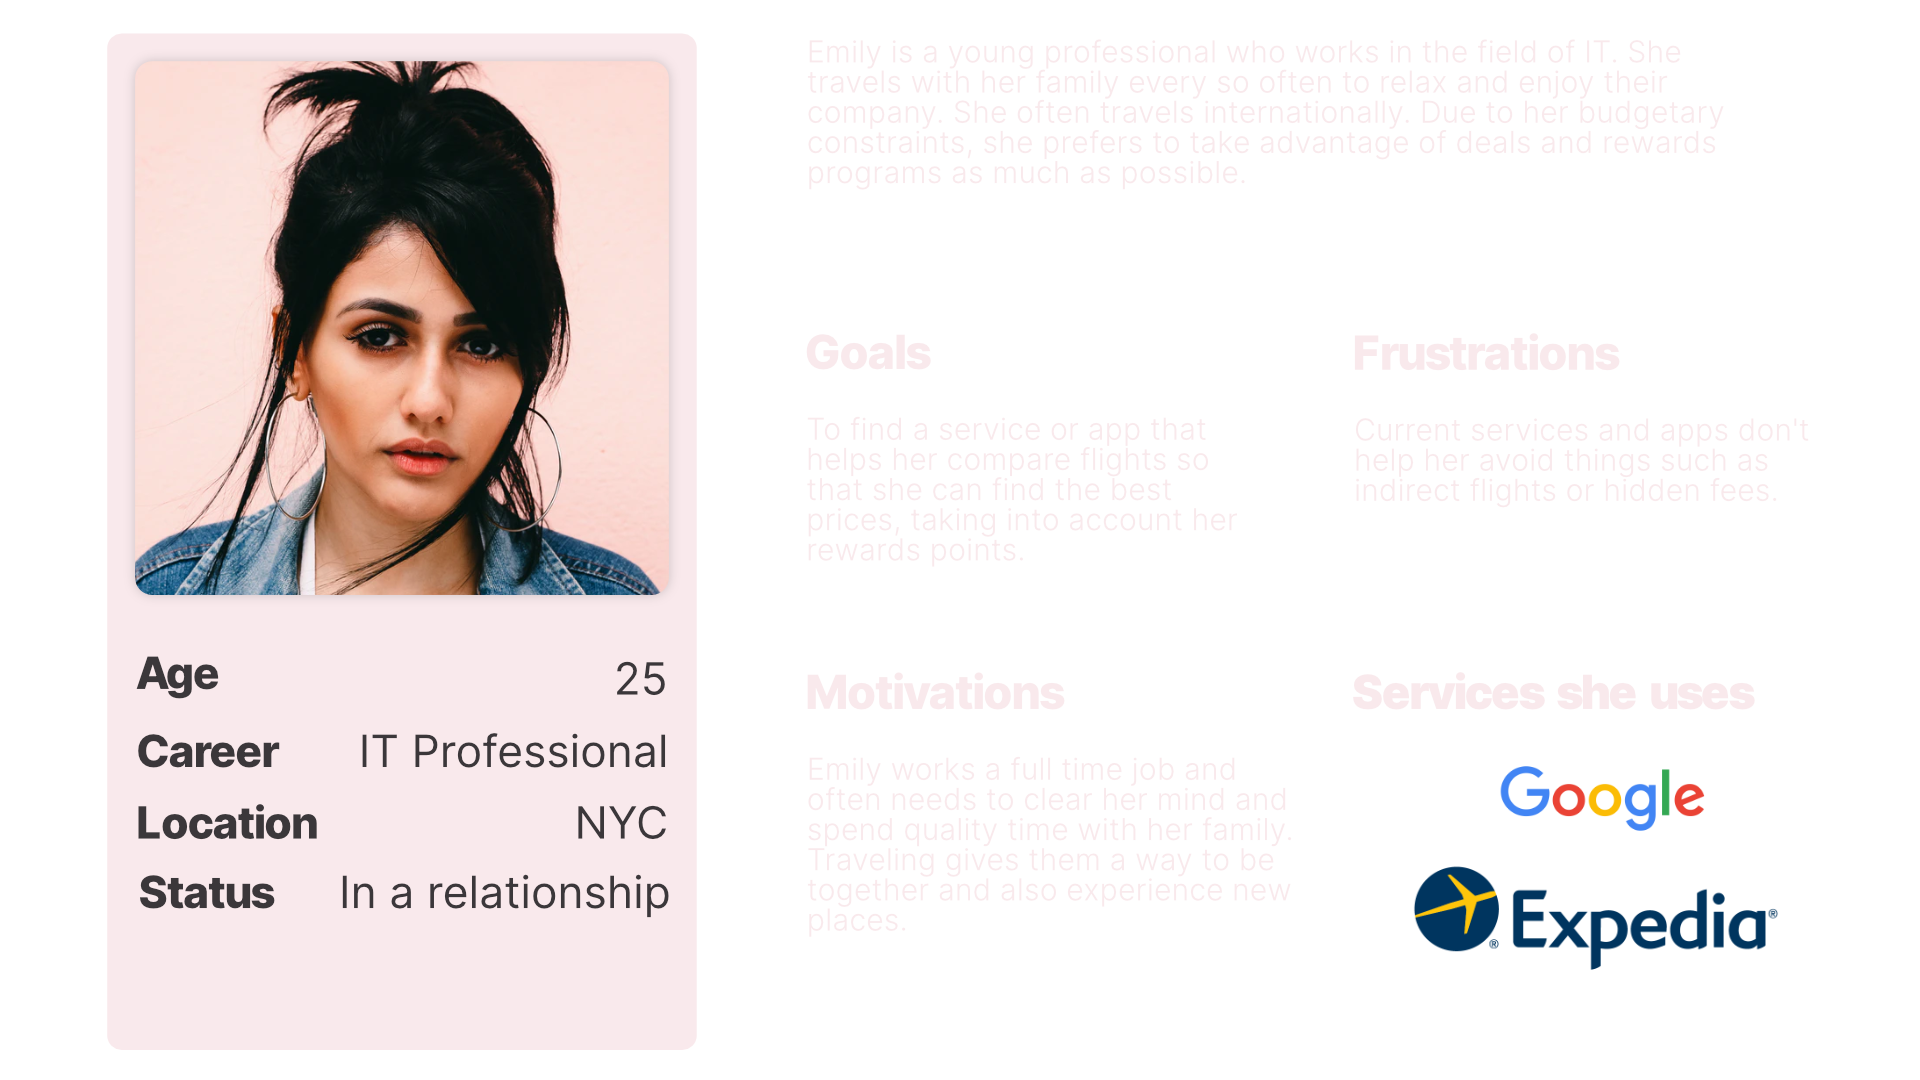 Age 25
Career IT Professional
Location NYC
Status In a relationship
Emily is a young professional who works in the field of IT. She
travels with her family every so often to relax and enjoy their
company. She often travels internationally. Due to her budgetary
constraints, she prefers to take advantage of deals and rewards
programs as much as possible.
Goals
To find a service or app that
helps her compare flights so
that she can find the best
prices, taking into account her
rewards points.
Frustrations
Current services and apps don't
help her avoid things such as
indirect flights or hidden fees.
Motivations
Emily works a full time job and
often needs to clear her mind and
spend quality time with her family.
Traveling gives them a way to be
together and also experience new
places.
Services she uses
Google
® Expedia®